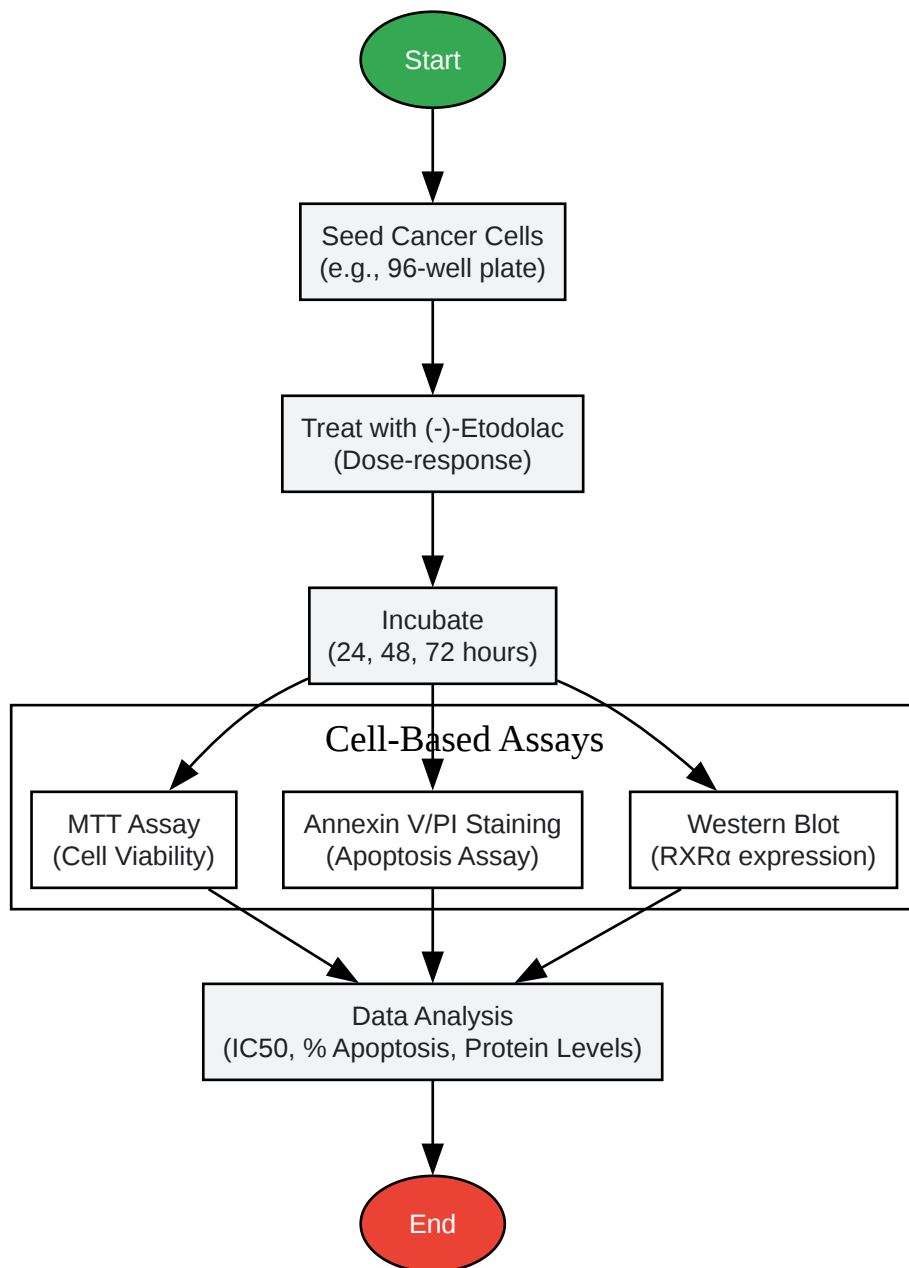 Start
Seed Cancer Cells
(e.g., 96-well plate)
Treat with (-)-Etodolac
(Dose-response)
Incubate
(24, 48, 72 hours)
Cell-Based Assays
MTT Assay
(Cell Viability)
Annexin V/PI Staining
(Apoptosis Assay)
Western Blot
(RXRα expression)
Data Analysis
(IC50, % Apoptosis, Protein Levels)
End